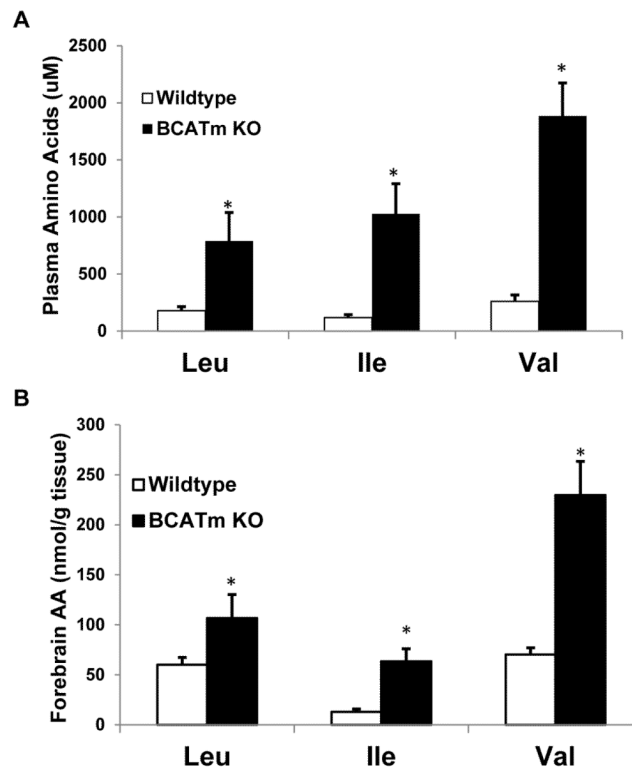 A
Plasma Amino Acids (uM)
2500
2000
1500
1000
500
0
Wildtype
BCATm KO
*
*
*
Leu Ile Val
B
Forebrain AA (nmol/g tissue)
300
250
200
150
100
50
0
Wildtype
BCATm KO
*
*
*
Leu Ile Val